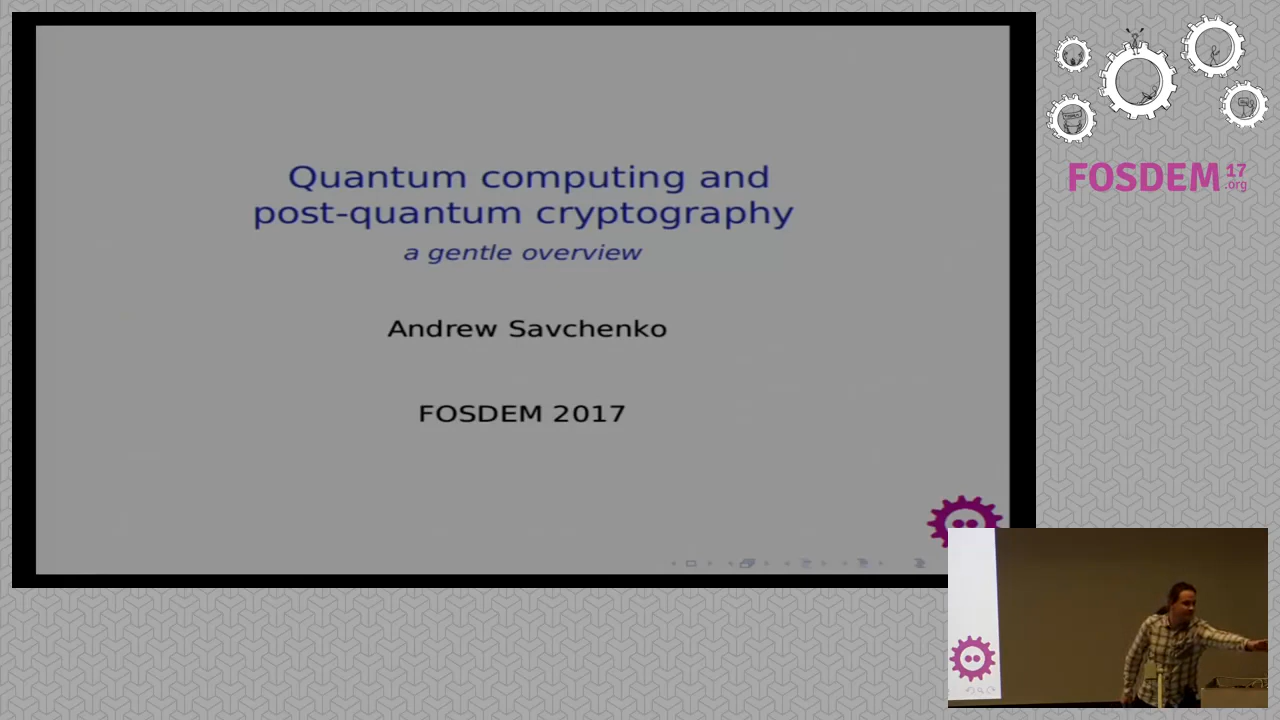 Quantum computing and
post-quantum cryptography
a gentle overview
Andrew Savchenko
FOSDEM 2017
FOSDEM 17
.org